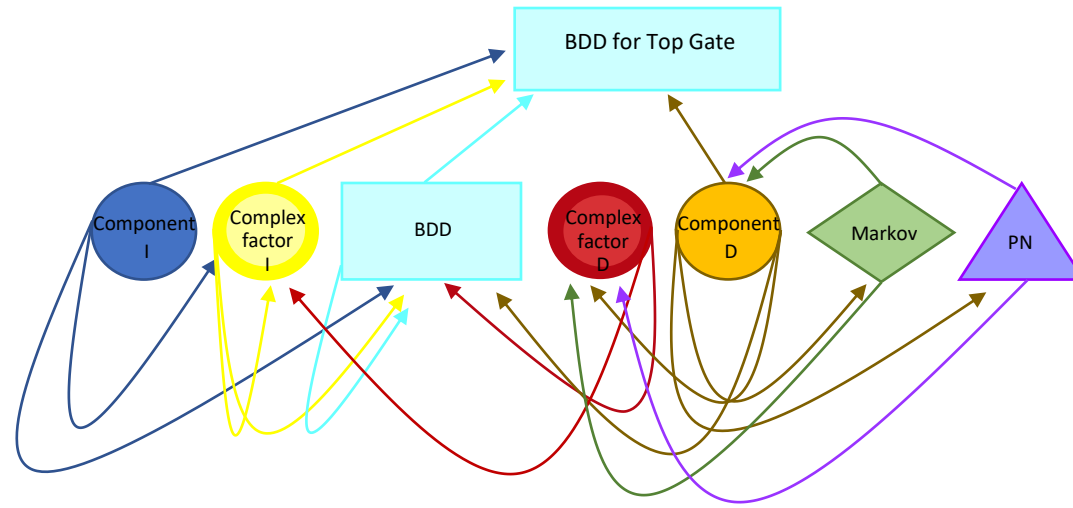 BDD for Top Gate
Component
I
Complex
factor
I
BDD
Complex
factor
D
Component
D
Markov
PN